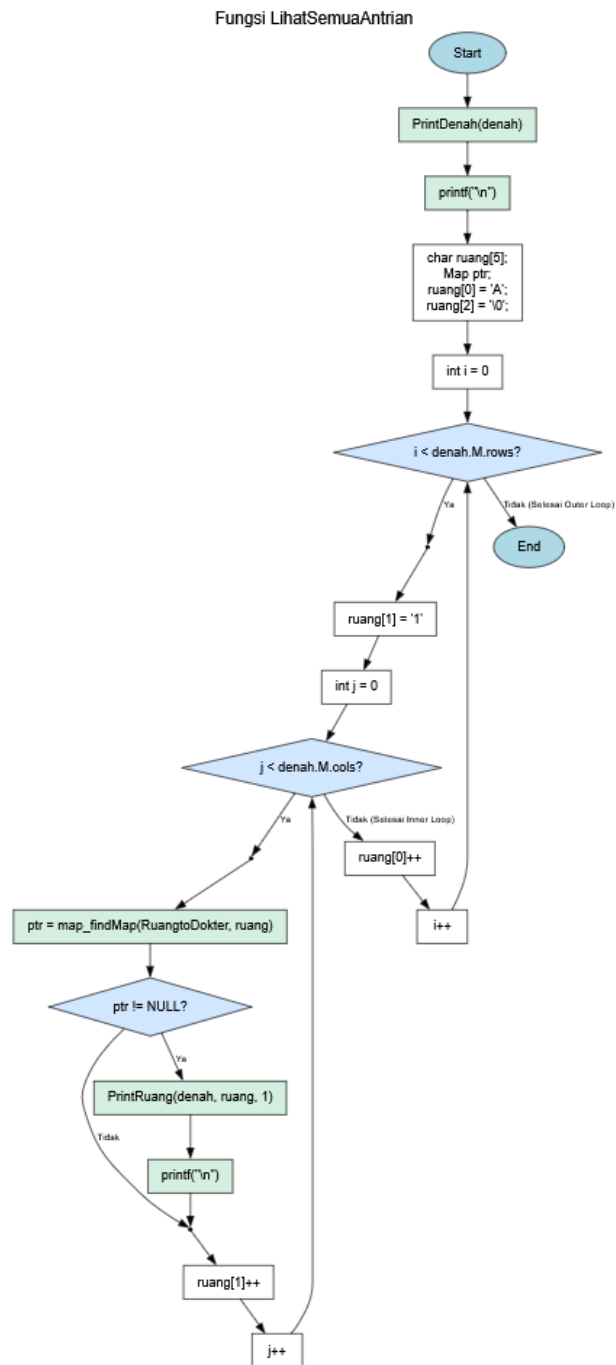 Fungsi LihatSemuaAntrian
Start
PrintDenah(denah)
printf("\n")
char ruang[5];
Map ptr;
ruang[0] = 'A';
ruang[2] = '\0';
int i = 0
i < denah.M.rows?
Ya
Tidak (Selesai Outer Loop)
End
ruang[1] = '1'
int j = 0
j < denah.M.cols?
Ya
Tidak (Selesai Inner Loop)
ruang[0]++
i++
ptr = map_findMap(RuangtoDokter, ruang)
ptr != NULL?
Ya
PrintRuang(denah, ruang, 1)
Tidak
printf("\n")
ruang[1]++
j++